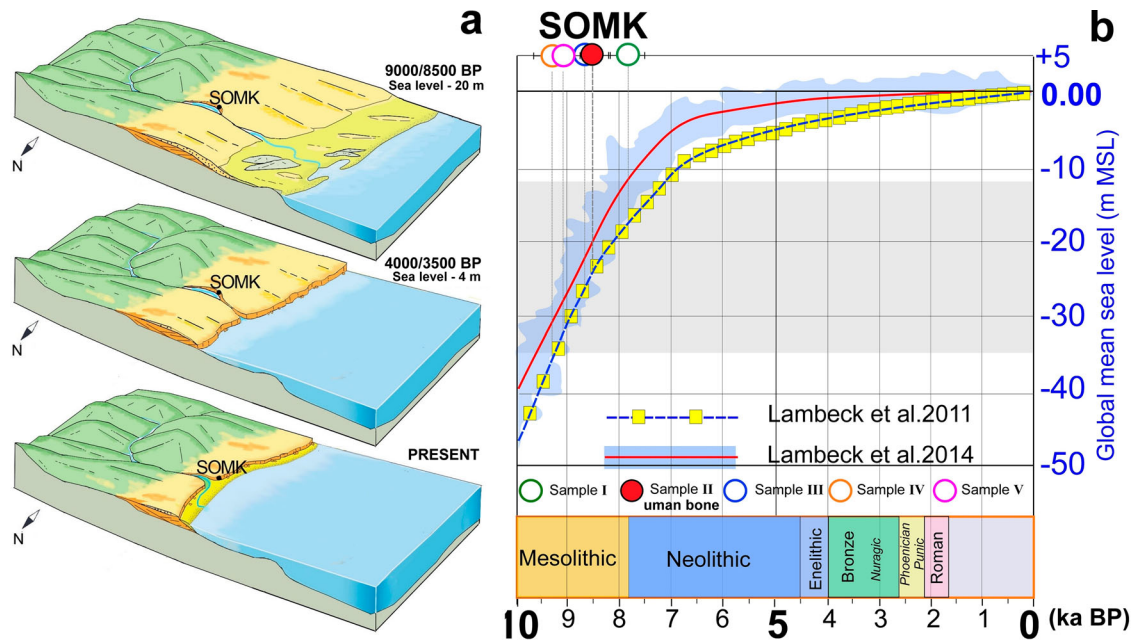 a
9000/8500 BP
Sea level - 20 m
SOMK
N
4000/3500 BP
Sea level - 4 m
SOMK
N
PRESENT
SOMK
N
SOMK
b
+5
0.00
-10
-20
-30
-40
-50
Global mean sea level (m MSL)
Lambeck et al.2011
Lambeck et al.2014
Sample I
Sample II
uman bone
Sample III
Sample IV
Sample V
Mesolithic
Neolithic
Enelithic
Bronze
Nuragic
Phoenician
Punic
Roman
10 9 8 7 6 5 4 3 2 1 0 (ka BP)